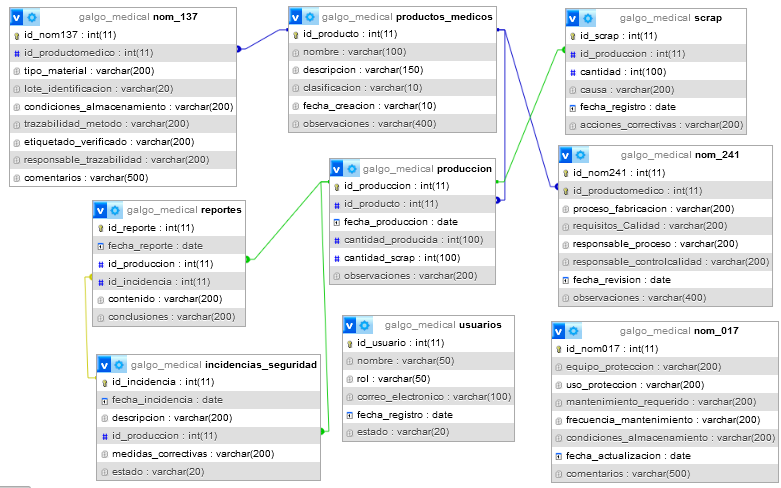 galgo_medical nom_137
id_nom137 : int(11)
id_productomedico : int(11)
tipo_material : varchar(200)
lote_identificacion : varchar(20)
condiciones_almacenamiento : varchar(200)
trazabilidad_metodo : varchar(200)
etiquetado_verificado : varchar(200)
responsable_trazabilidad : varchar(200)
comentarios : varchar(500)
galgo_medical productos_medicos
id_producto : int(11)
nombre : varchar(100)
descripcion : varchar(150)
clasificacion : varchar(10)
fecha_creacion : varchar(10)
observaciones : varchar(400)
galgo_medical scrap
id_scrap : int(11)
id_produccion : int(11)
cantidad : int(100)
causa : varchar(200)
fecha_registro : date
acciones_correctivas : varchar(200)
galgo_medical nom_241
id_nom241 : int(11)
id_productomedico : int(11)
proceso_fabricacion : varchar(200)
requisitos_Calidad : varchar(200)
responsable_proceso : varchar(200)
responsable_controlcalidad : varchar(200)
fecha_revision : date
observaciones : varchar(400)
galgo_medical produccion
id_produccion : int(11)
id_producto : int(11)
fecha_produccion : date
cantidad_producida : int(100)
cantidad_scrap : int(100)
observaciones : varchar(200)
galgo_medical reportes
id_reporte : int(11)
fecha_reporte : date
id_produccion : int(11)
id_incidencia : int(11)
contenido : varchar(200)
conclusiones : varchar(200)
galgo_medical usuarios
id_usuario : int(11)
nombre : varchar(50)
rol : varchar(50)
correo_electronico : varchar(100)
fecha_registro : date
estado : varchar(20)
galgo_medical nom_017
id_nom017 : int(11)
equipo_proteccion : varchar(200)
uso_proteccion : varchar(200)
mantenimiento_requerido : varchar(200)
frecuencia_mantenimiento : varchar(200)
condiciones_almacenamiento : varchar(200)
fecha_actualizacion : date
comentarios : varchar(500)
galgo_medical incidencias_seguridad
id_incidencia : int(11)
fecha_incidencia : date
descripcion : varchar(200)
id_produccion : int(11)
medidas_correctivas : varchar(200)
estado : varchar(20)